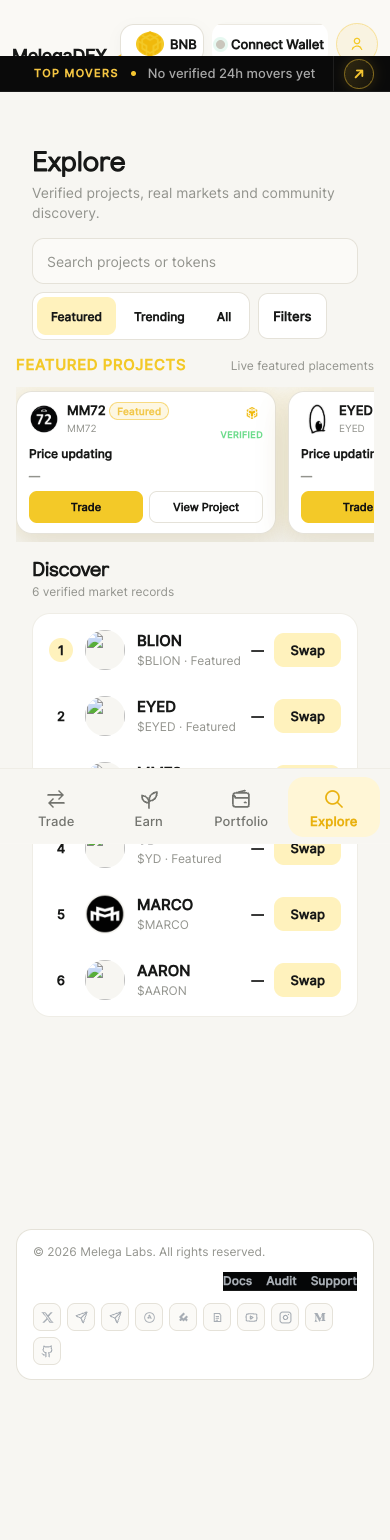 MelegaDEX
BNB
Connect Wallet
TOP MOVERS • No verified 24h movers yet
Explore
Verified projects, real markets and community
discovery.
Search projects or tokens
Featured Trending All Filters
FEATURED PROJECTS Live featured placements
72
MM72 Featured
MM72
VERIFIED
Price updating
—
Trade View Project
EYED
EYED
—
Trade
Discover
6 verified market records
1 BLION — Swap
$BLION · Featured
2 EYED — Swap
$EYED · Featured
Trade Earn Portfolio Explore
4 Swap
$YD · Featured
5 MARCO — Swap
$MARCO
6 AARON — Swap
$AARON
© 2026 Melega Labs. All rights reserved.
Docs Audit Support